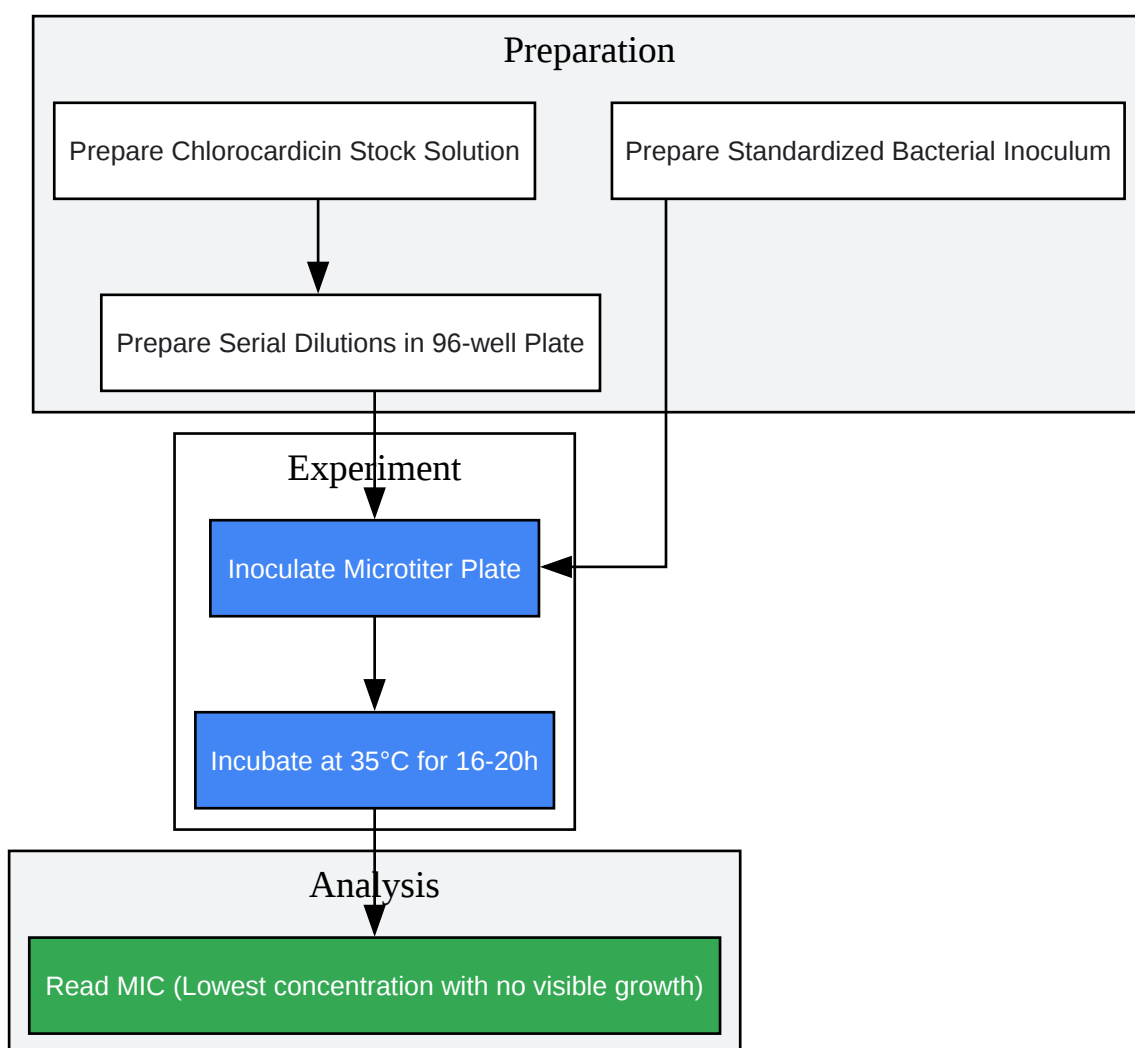 Preparation
Prepare Chlorocardicin Stock Solution
Prepare Standardized Bacterial Inoculum
Prepare Serial Dilutions in 96-well Plate
Experiment
Inoculate Microtiter Plate
Incubate at 35°C for 16-20h
Analysis
Read MIC (Lowest concentration with no visible growth)